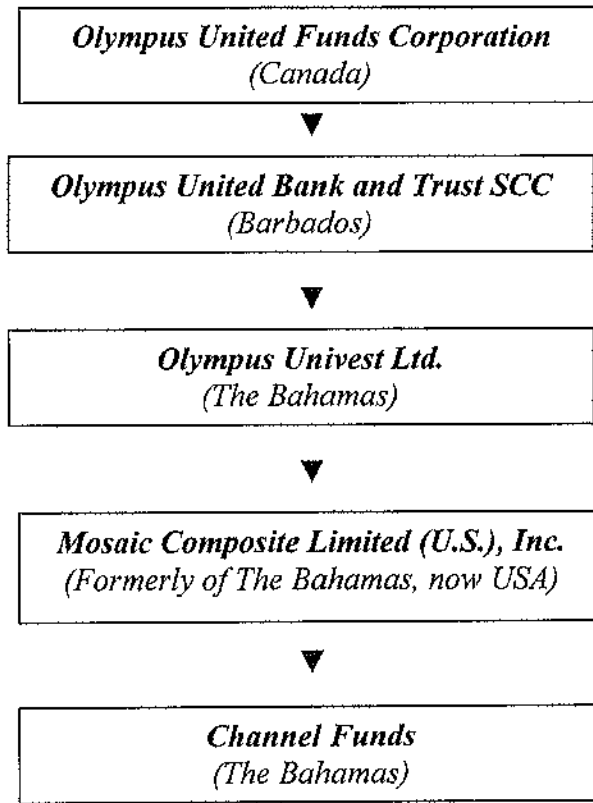 Olympus United Funds Corporation
(Canada)
Olympus United Bank and Trust SCC
(Barbados)
Olympus Univest Ltd.
(The Bahamas)
Mosaic Composite Limited (U.S.), Inc.
(Formerly of The Bahamas, now USA)
Channel Funds
(The Bahamas)